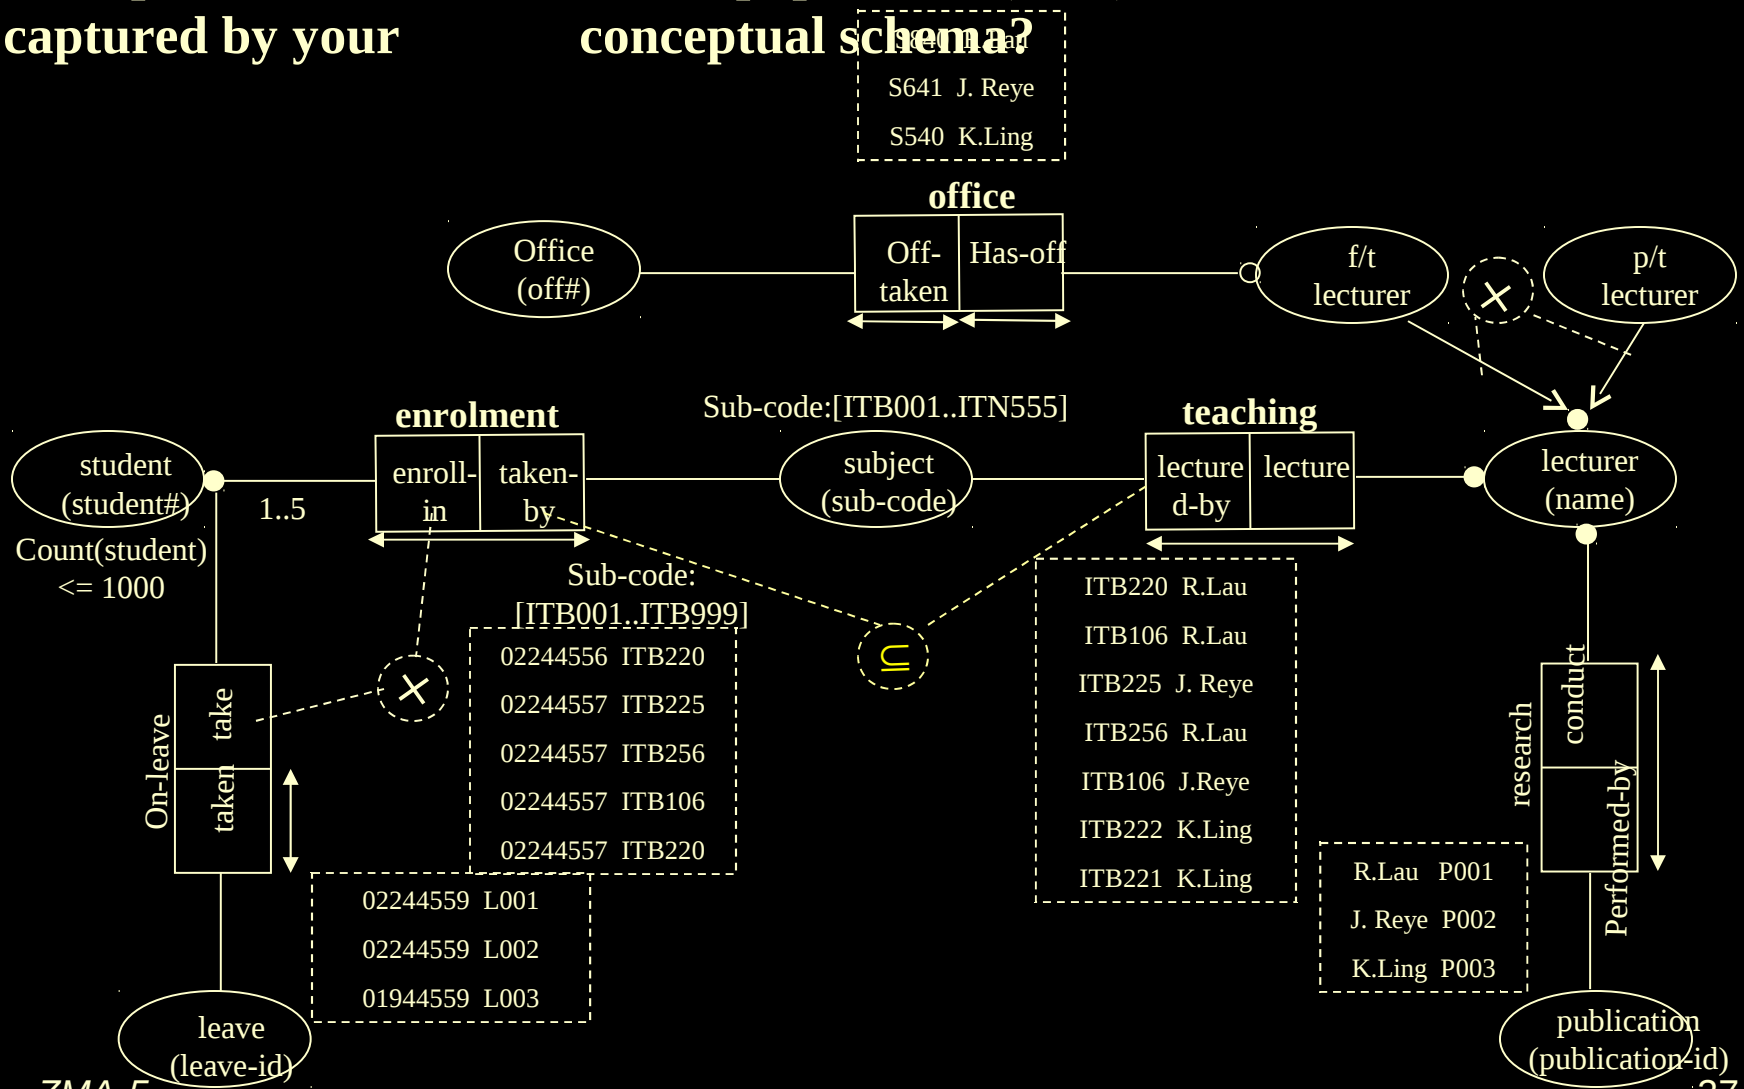 captured by your conceptual schema?
R.Lau
S641 J. Reye
S540 K.Ling
office
Office
(off#)
Off-
taken
Has-off
f/t
lecturer
p/t
lecturer
Sub-code:[ITB001..ITN555]
enrolment
teaching
student
(student#)
1..5
enroll-
in
taken-
by
subject
(sub-code)
lecture
d-by
lecture
lecturer
(name)
Count(student)
<= 1000
Sub-code:
[ITB001..ITB999]
⊆
02244556 ITB220
02244557 ITB225
02244557 ITB256
02244557 ITB106
02244557 ITB220
ITB220 R.Lau
ITB106 R.Lau
ITB225 J. Reye
ITB256 R.Lau
ITB106 J.Reye
ITB222 K.Ling
ITB221 K.Ling
On-leave
take
taken
research
conduct
Performed-by
02244559 L001
02244559 L002
01944559 L003
R.Lau P001
J. Reye P002
K.Ling P003
leave
(leave-id)
publication
(publication-id)